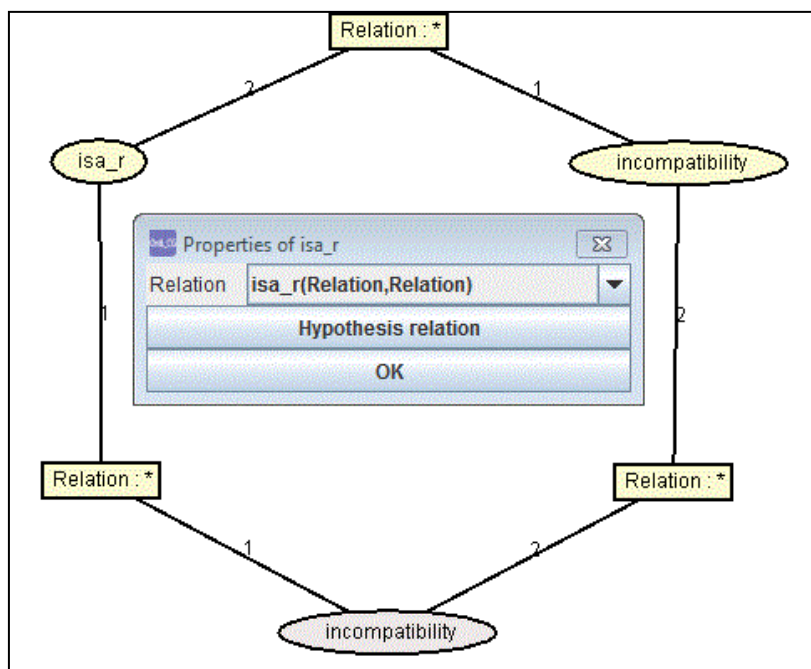 Relation : *
2
1
isa_r
incompatibility
Properties of isa_r
Relation isa_r(Relation,Relation)
1
2
Hypothesis relation
OK
Relation : *
Relation : *
1
2
incompatibility